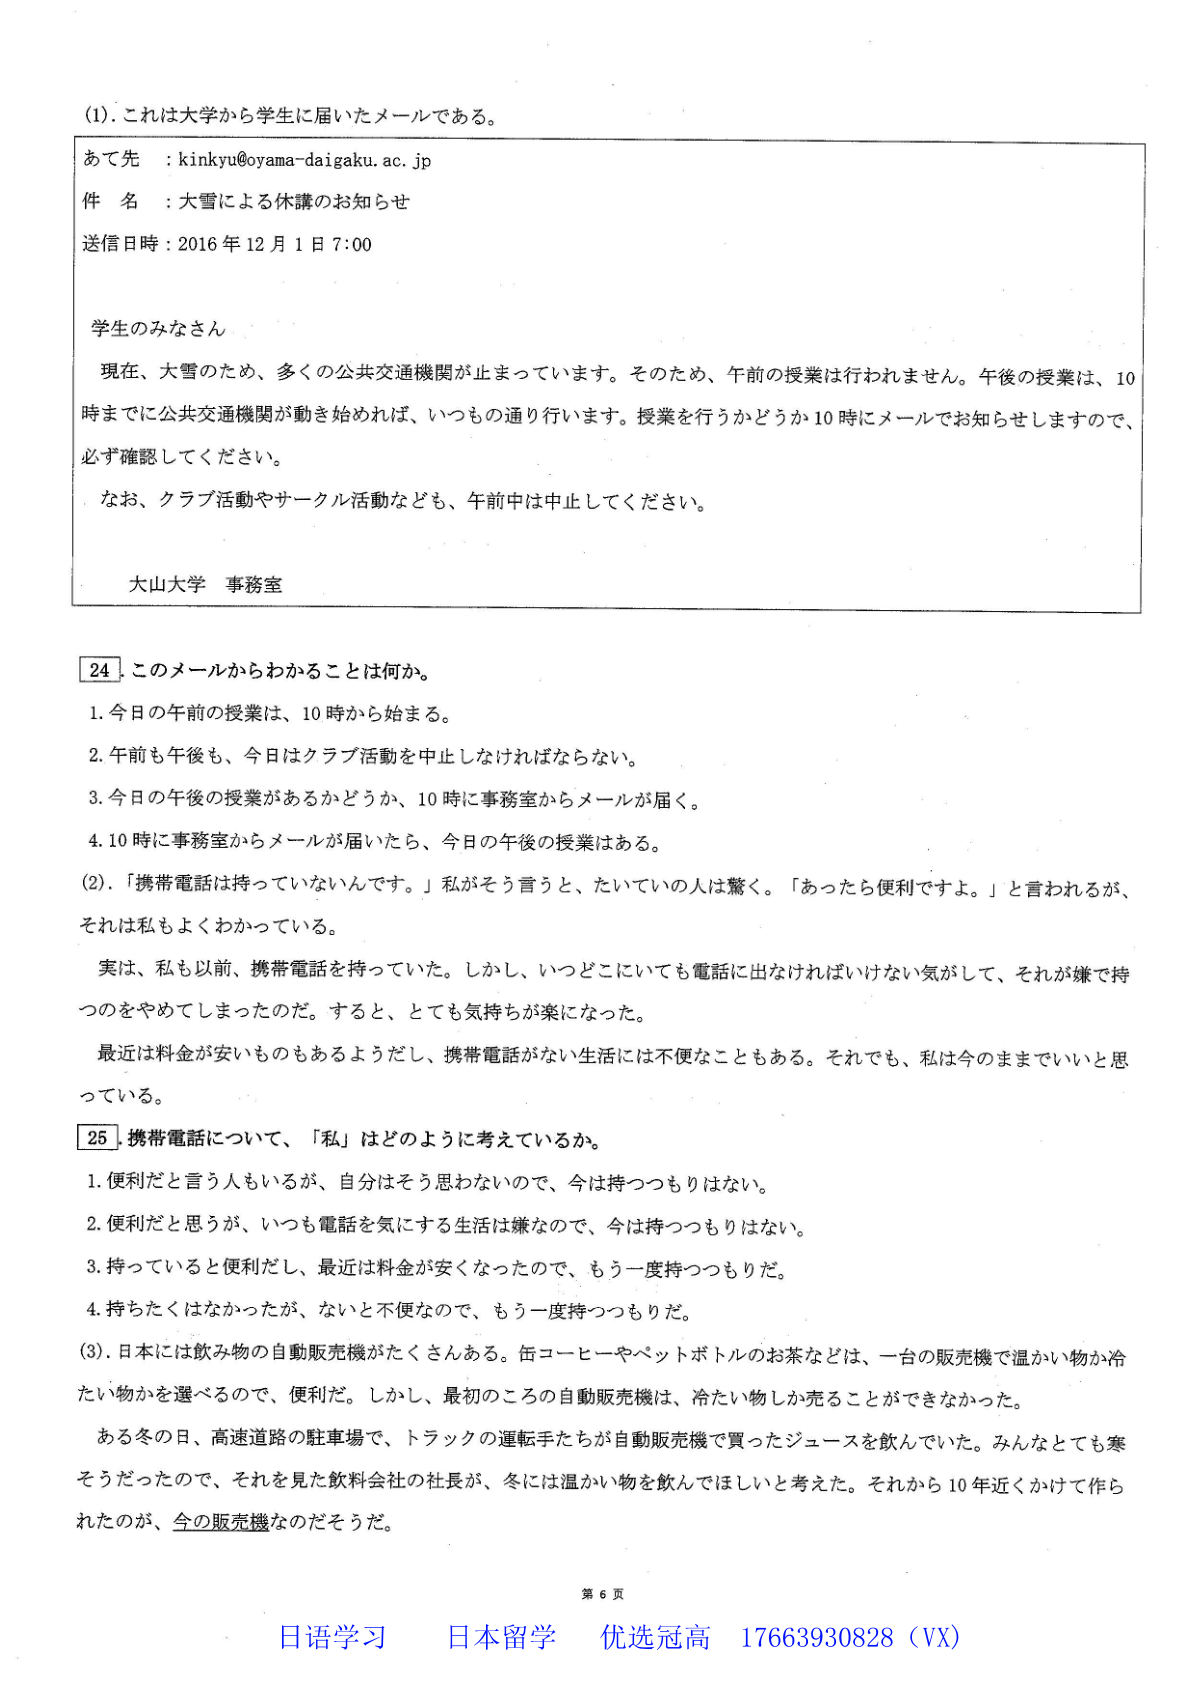 (1).これは大学から学生に届いたメールである。
あて先　：kinkyu@oyama-daigaku.ac.jp
件　名　：大雪による休講のお知らせ
送信日時：2016年12月1日7:00
学生のみなさん
現在、大雪のため、多くの公共交通機関が止まっています。そのため、午前の授業は行われません。午後の授業は、10
時までに公共交通機関が動き始めれば、いつもの通り行います。授業を行うかどうか10時にメールでお知らせしますので、
必ず確認してください。
なお、クラブ活動やサークル活動なども、午前中は中止してください。
大山大学　事務室
24.このメールからわかることは何か。
1.今日の午前の授業は、10時から始まる。
2.午前も午後も、今日はクラブ活動を中止しなければならない。
3.今日の午後の授業があるかどうか、10時に事務室からメールが届く。
4.10時に事務室からメールが届いたら、今日の午後の授業はある。
(2).「携帯電話は持っていないんです。」私がそう言うと、たいていの人は驚く。「あったら便利ですよ。」と言われるが、
それは私もよくわかっている。
実は、私も以前、携帯電話を持っていた。しかし、いつどこにいても電話に出なければいけない気がして、それが嫌で持
つのをやめてしまったのだ。すると、とても気持ちが楽になった。
最近は料金が安いものもあるようだし、携帯電話がない生活には不便なこともある。それでも、私は今のままでいいと思
っている。
25.携帯電話について、「私」はどのように考えているか。
1.便利だと言う人もいるが、自分はそう思わないので、今は持つつもりはない。
2.便利だと思うが、いつも電話を気にする生活は嫌なので、今は持つつもりはない。
3.持っていると便利だし、最近は料金が安くなったので、もう一度持つつもりだ。
4.持ちたくはなかったが、ないと不便なので、もう一度持つつもりだ。
(3).日本には飲み物の自動販売機がたくさんある。缶コーヒーやペットボトルのお茶などは、一台の販売機で温かい物か冷
たい物かを選べるので、便利だ。しかし、最初のころの自動販売機は、冷たい物しか売ることができなかった。
ある冬の日、高速道路の駐車場で、トラックの運転手たちが自動販売機で買ったジュースを飲んでいた。みんなとても寒
そうだったので、それを見た飲料会社の社長が、冬には温かい物を飲んでほしいと考えた。それから10年近くかけて作ら
れたのが、今の販売機なのだそうだ。
第 6 页
日语学习　日本留学　优选冠高　17663930828（VX）